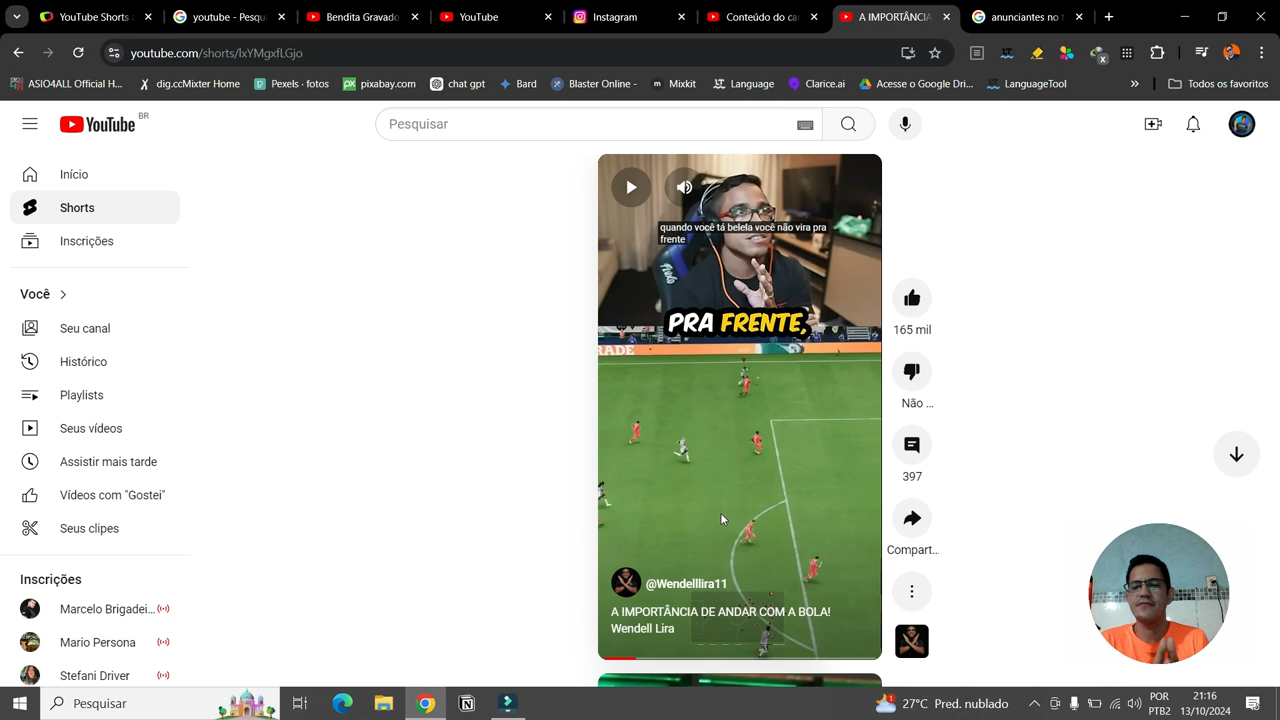 YouTube Shorts
youtube - Pesqu
Bendita Gravado
YouTube
Instagram
Conteúdo do ca
A IMPORTÂNCIA
anunciantes no t
youtube.com/shorts/IxYMqxfLGjo
ASIO4ALL Oficial H...
dig.ccMixter Home
Pexels - fotos
pixabay.com
chat gpt
Bard
Blaster Online -
Mixkit
Language
Clarice.ai
Acesse o Google Dri...
LanguageTool
Todos os favoritos
YouTube
BR
Pesquisar
Início
Shorts
Inscrições
Você
Seu canal
Histórico
Playlists
Seus vídeos
Assistir mais tarde
Vídeos com "Gostei"
Seus clipes
Inscrições
Marcelo Brigadei...
Mario Persona
Stefani Driver
quando você tá belela você não vira pra
frente
PRA FRENTE,
RADE
@Wendelllira11
A IMPORTÂNCIA DE ANDAR COM A BOLA!
Wendell Lira
165 mil
Não ...
397
Compart...
Pesquisar
27°C Pred. nublado
POR
PTB2
21:16
13/10/2024